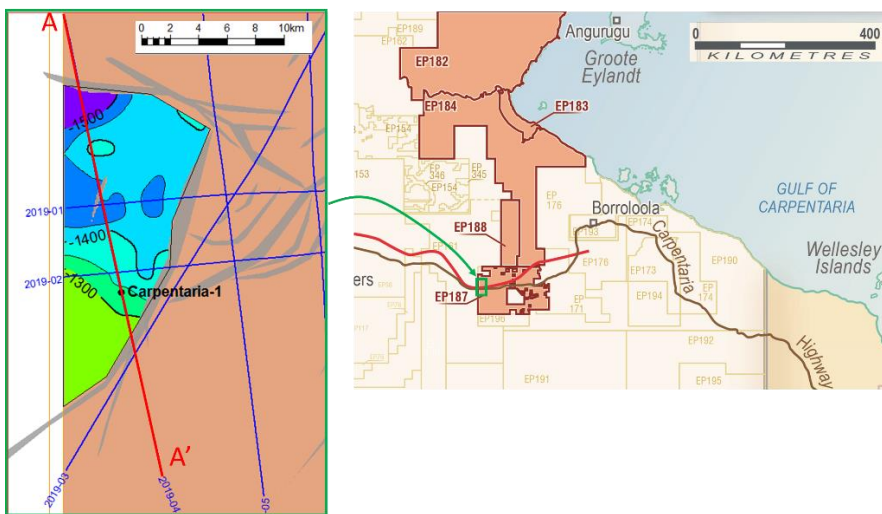 A
0 2 4 6 8 10km
-1500
2019-01
-1400
2019-02
-1300
Carpentaria-1
A'
2019-03
2019-04
-05
Angurugu
Groote
Eylandt
0 400
KILOMETRES
EP189
EP162
EP182
EP184
EP183
EP154
153
EP
346
EP
345
EP154
EP
176
GULF OF
CARPENTARIA
Borroloola
EP174
EP188
Wellesley
Islands
Carpentaria
Highway
EP176
EP173
EP190
ers
EP187
EP194
EP
174
EP
171
EP192
EP191
EP195